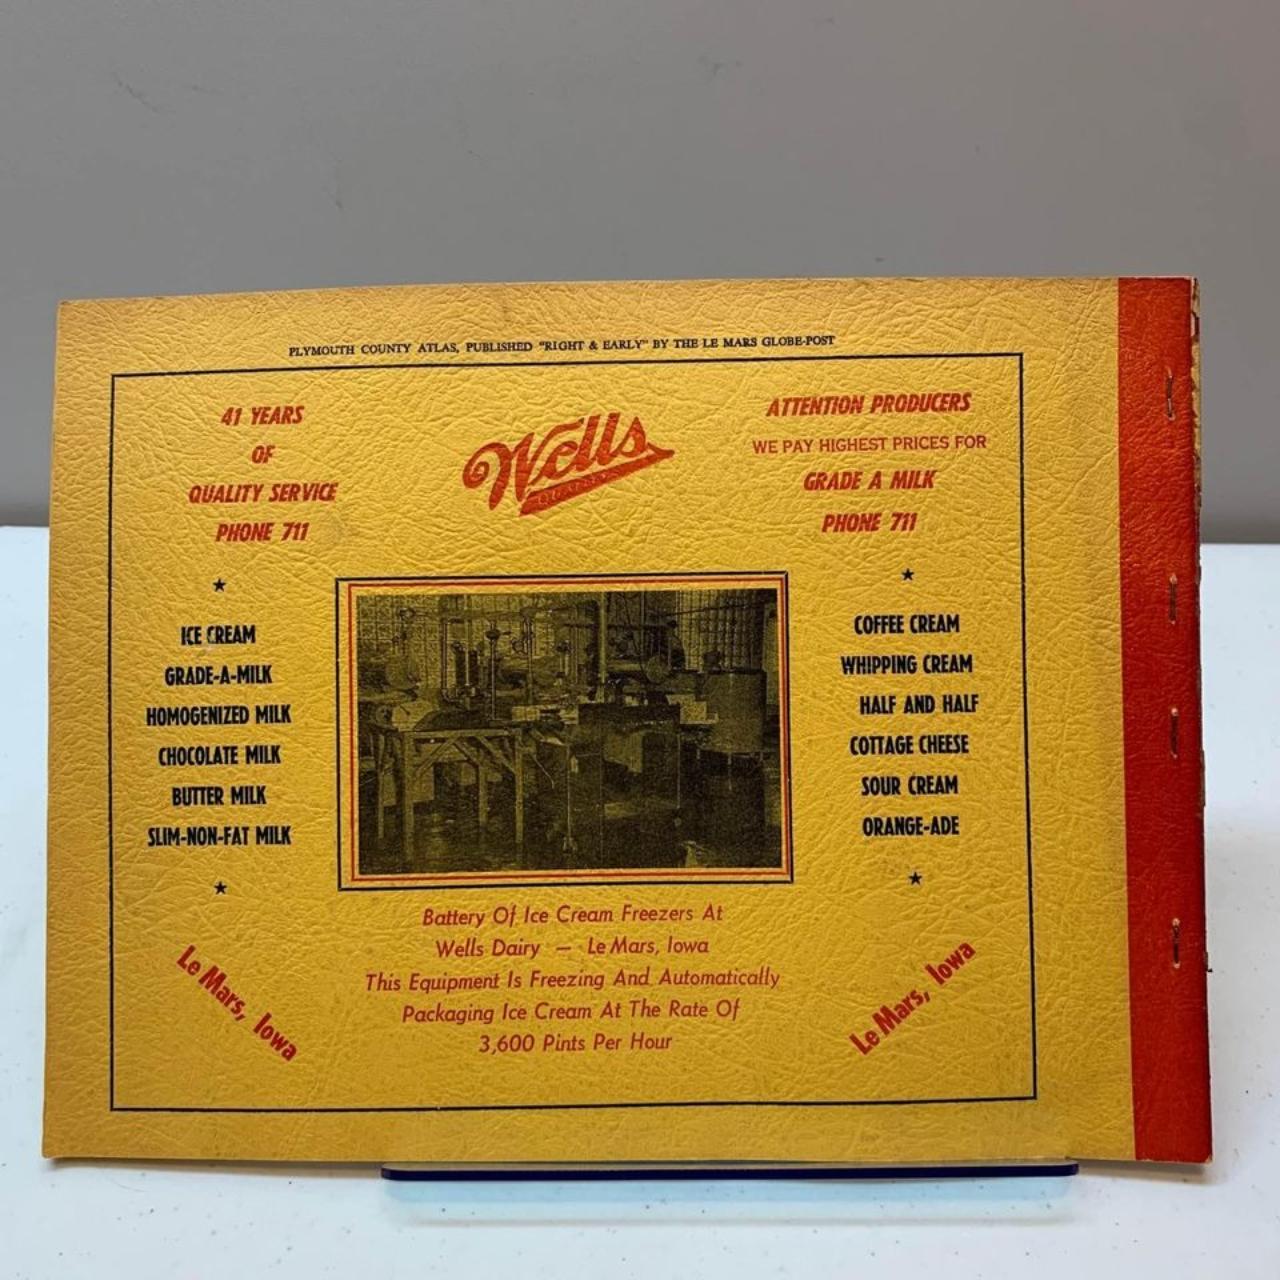 PLYMOUTH COUNTY ATLAS, PUBLISHED "RIGHT & EARLY" BY THE LE MARS GLOBE-POST
41 YEARS
OF
QUALITY SERVICE
PHONE 711
Wells
ATTENTION PRODUCERS
WE PAY HIGHEST PRICES FOR
GRADE A MILK
PHONE 711
ICE CREAM
GRADE-A-MILK
HOMOGENIZED MILK
CHOCOLATE MILK
BUTTER MILK
SLIM-NON-FAT MILK
COFFEE CREAM
WHIPPING CREAM
HALF AND HALF
COTTAGE CHEESE
SOUR CREAM
ORANGE-ADE
Battery Of Ice Cream Freezers At
Wells Dairy — Le Mars, Iowa
This Equipment Is Freezing And Automatically
Packaging Ice Cream At The Rate Of
3,600 Pints Per Hour
Le Mars, Iowa
Le Mars, Iowa